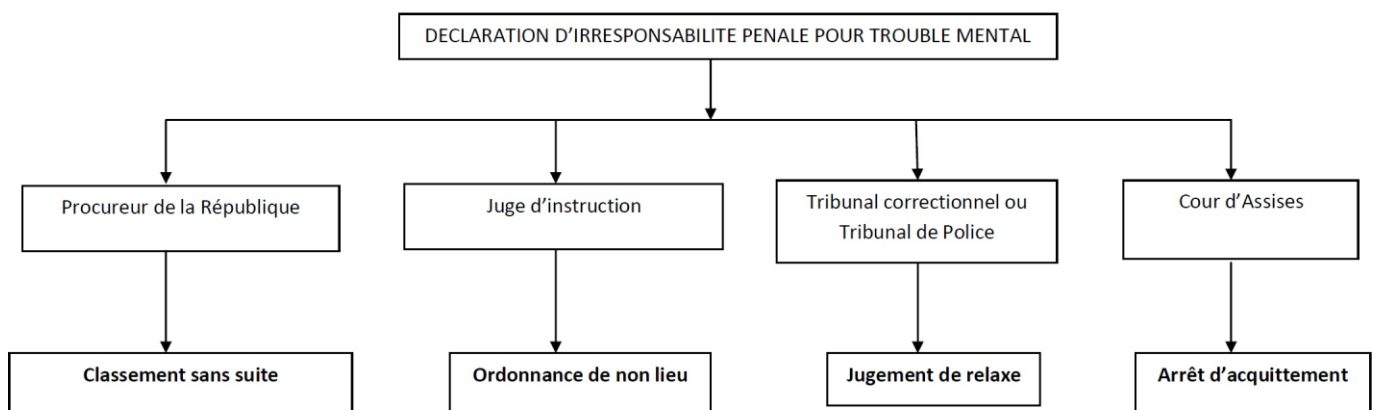 DECLARATION D’IRRESPONSABILITE PENALE POUR TROUBLE MENTAL
Procureur de la République
Juge d’instruction
Tribunal correctionnel ou
Tribunal de Police
Cour d’Assises
Classement sans suite
Ordonnance de non lieu
Jugement de relaxe
Arrêt d’acquittement